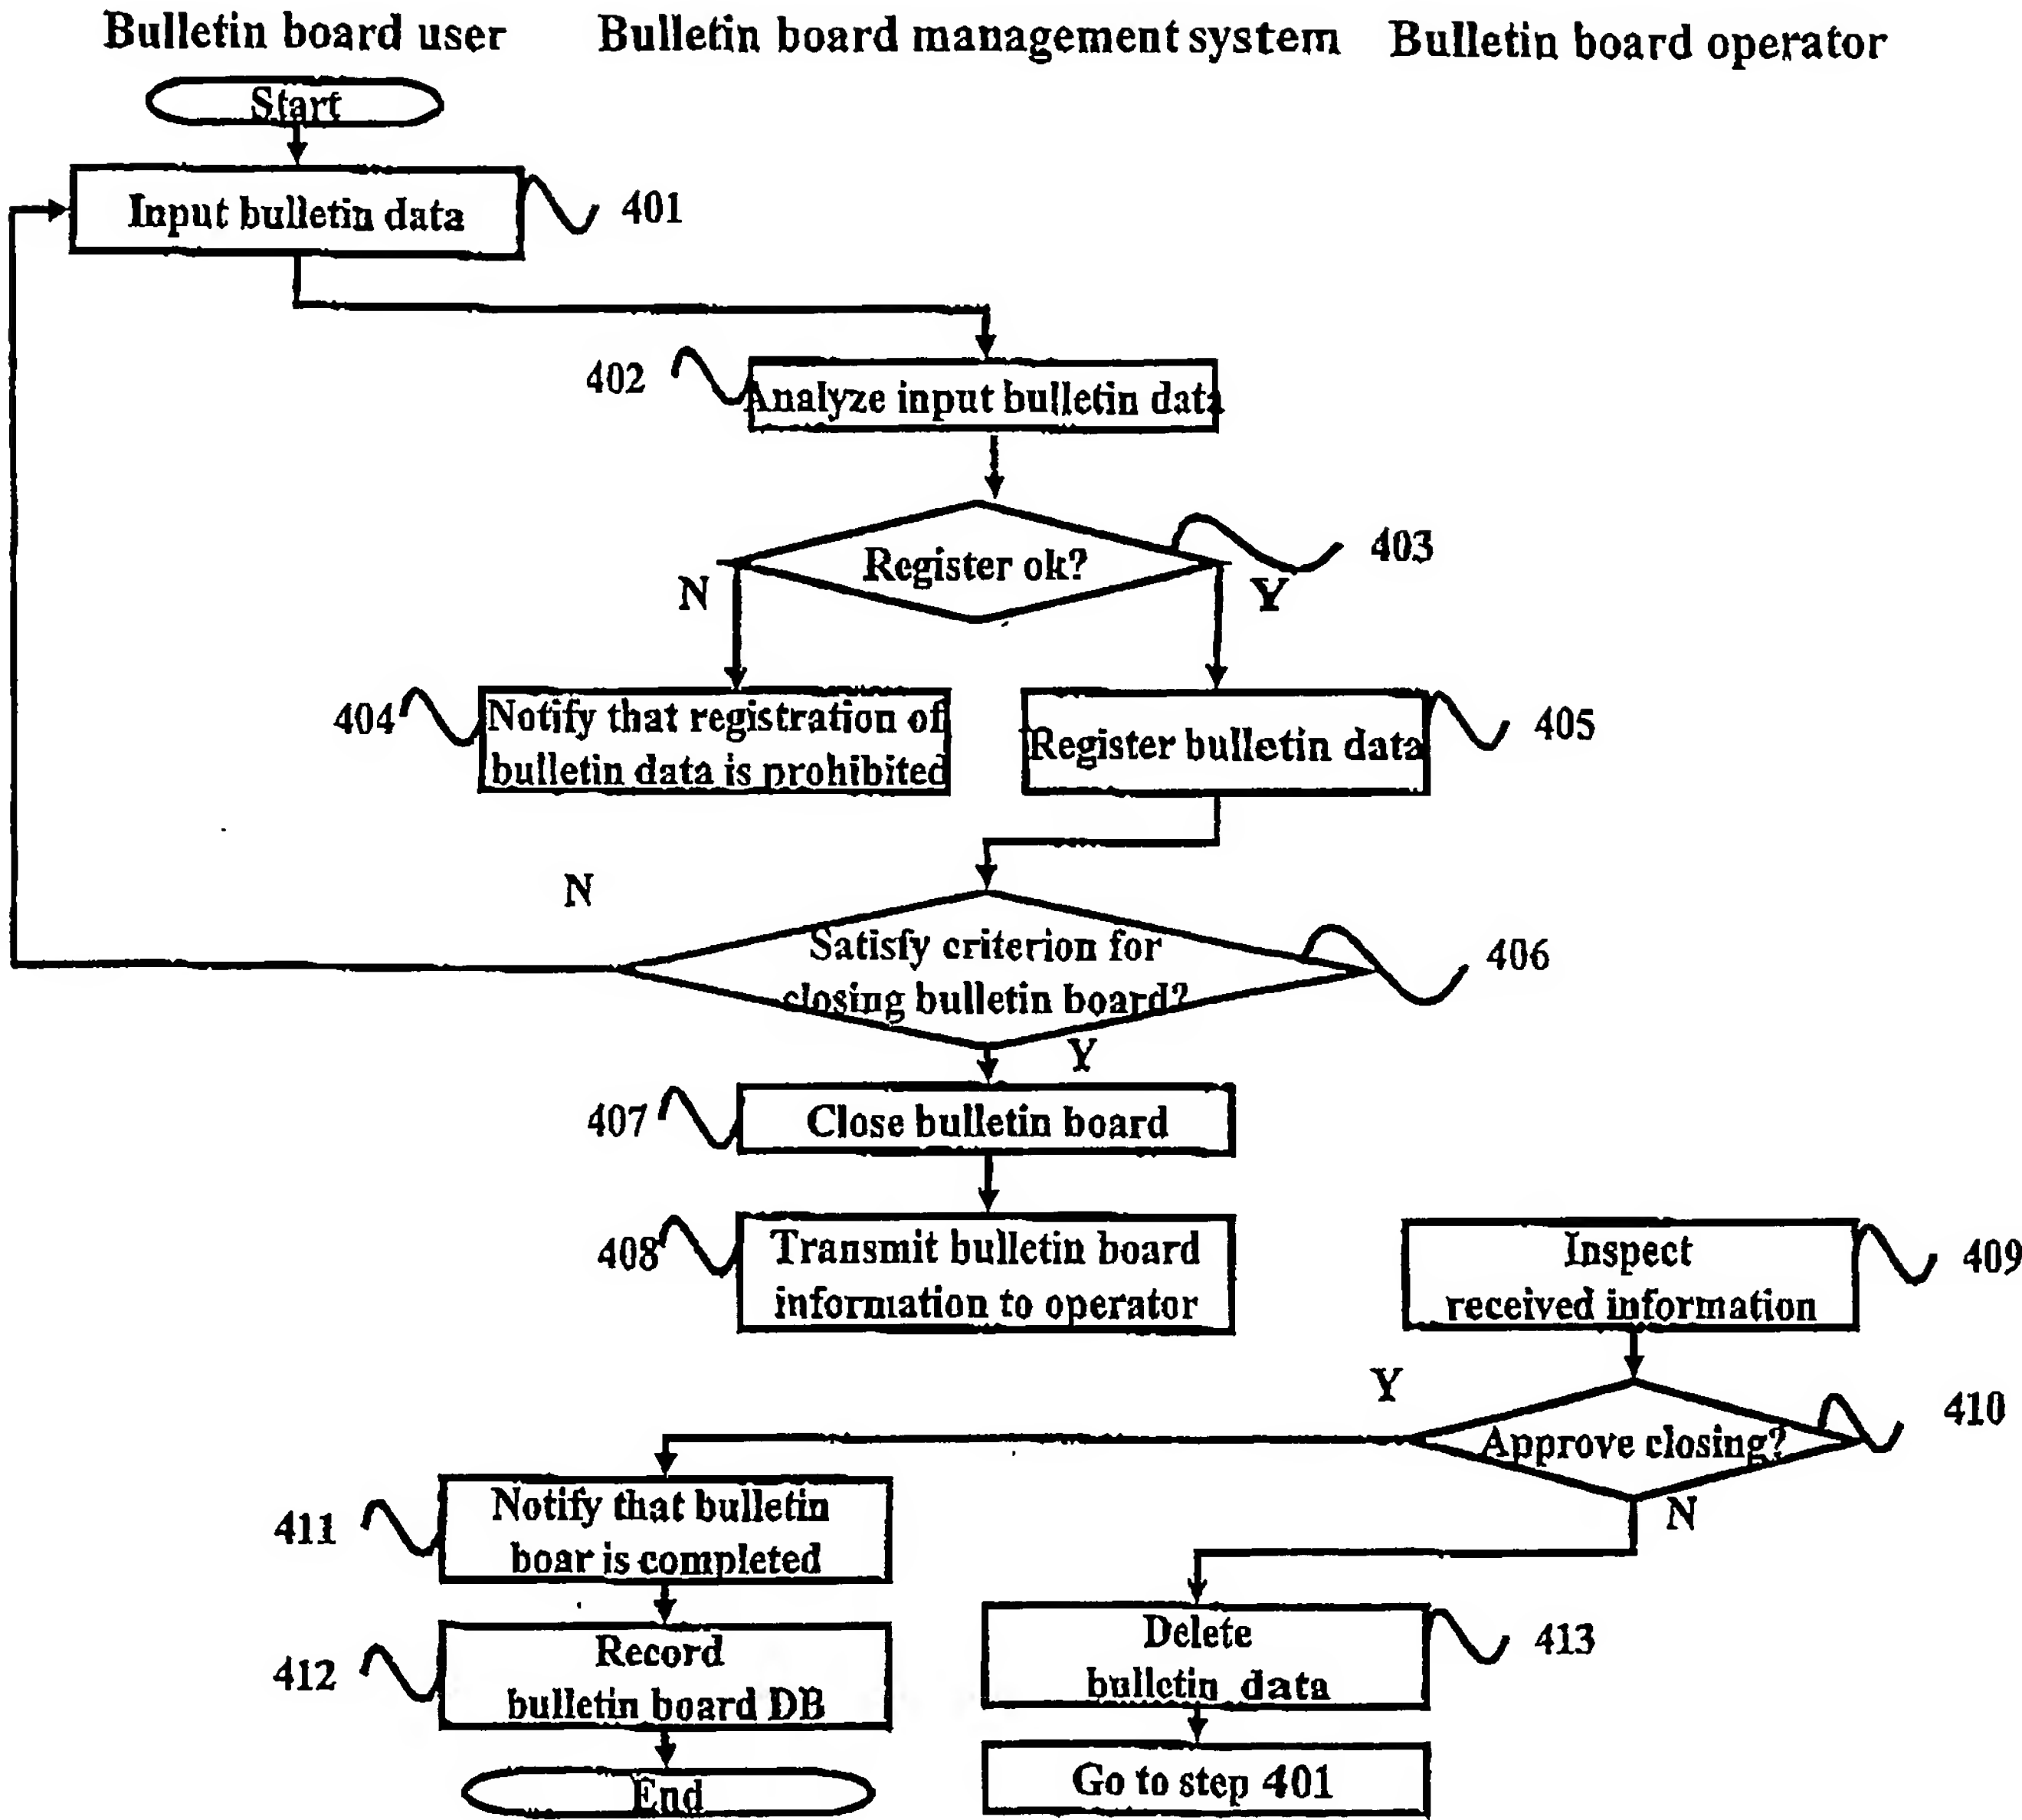 Bulletin board user
Bulletin board management system
Bulletin board operator
Start
Input bulletin data
401
402
Analyze input bulletin data
Register ok?
403
N
Y
404
Notify that registration of
bulletin data is prohibited
Register bulletin data
405
N
Satisfy criterion for
closing bulletin board?
406
Y
407
Close bulletin board
408
Transmit bulletin board
information to operator
Inspect
received information
409
Y
Approve closing?
410
N
411
Notify that bulletin
boar is completed
412
Record
bulletin board DB
Delete
bulletin data
413
End
Go to step 401